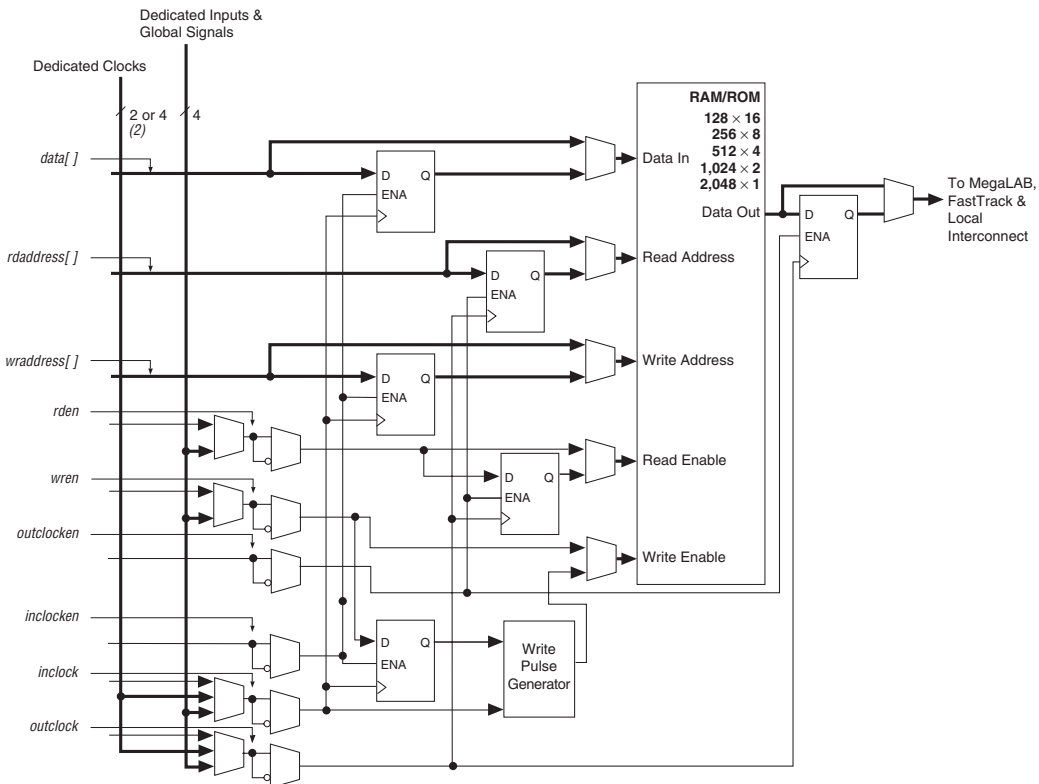 Dedicated Inputs &
Global Signals
Dedicated Clocks
2 or 4
(2)
4
RAM/ROM
128 × 16
256 × 8
512 × 4
1,024 × 2
2,048 × 1
data[ ]
D Q
ENA
Data In
Data Out
D Q
ENA
To MegaLAB,
FastTrack &
Local
Interconnect
rdaddress[ ]
D Q
ENA
Read Address
wraddress[ ]
D Q
ENA
Write Address
rden
D Q
ENA
Read Enable
wren
outclocken
Write Enable
inclocken
D Q
ENA
Write
Pulse
Generator
inclock
outclock